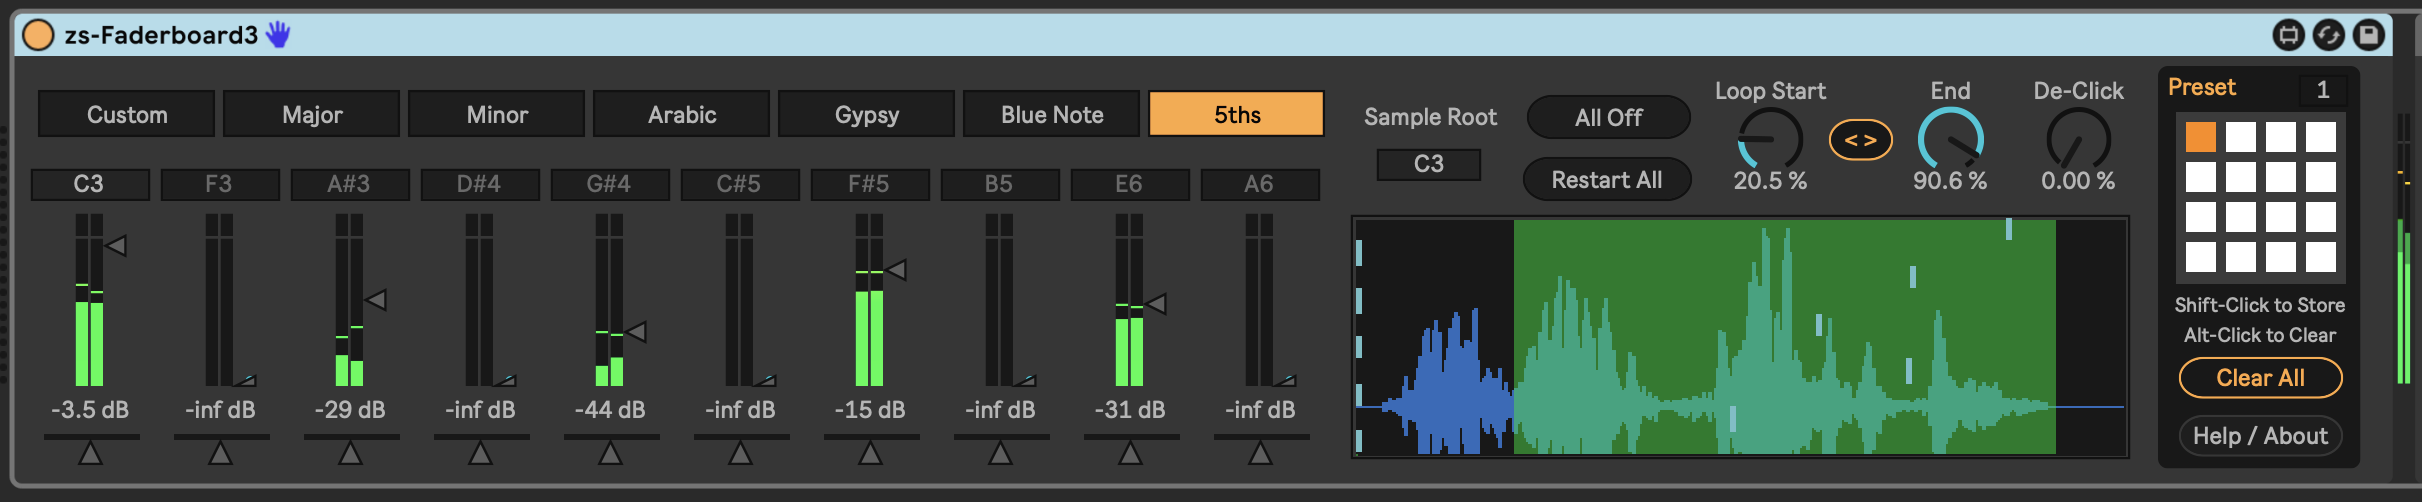 zs-Faderboard3
Custom Major Minor Arabic Gypsy Blue Note 5ths
C3 F3 A#3 D#4 G#4 C#5 F#5 B5 E6 A6
-3.5 dB -inf dB -29 dB -inf dB -44 dB -inf dB -15 dB -inf dB -31 dB -inf dB
Sample Root
C3
All Off
Restart All
Loop Start
20.5 %
< >
End
90.6 %
De-Click
0.00 %
Preset 1
Shift-Click to Store
Alt-Click to Clear
Clear All
Help / About